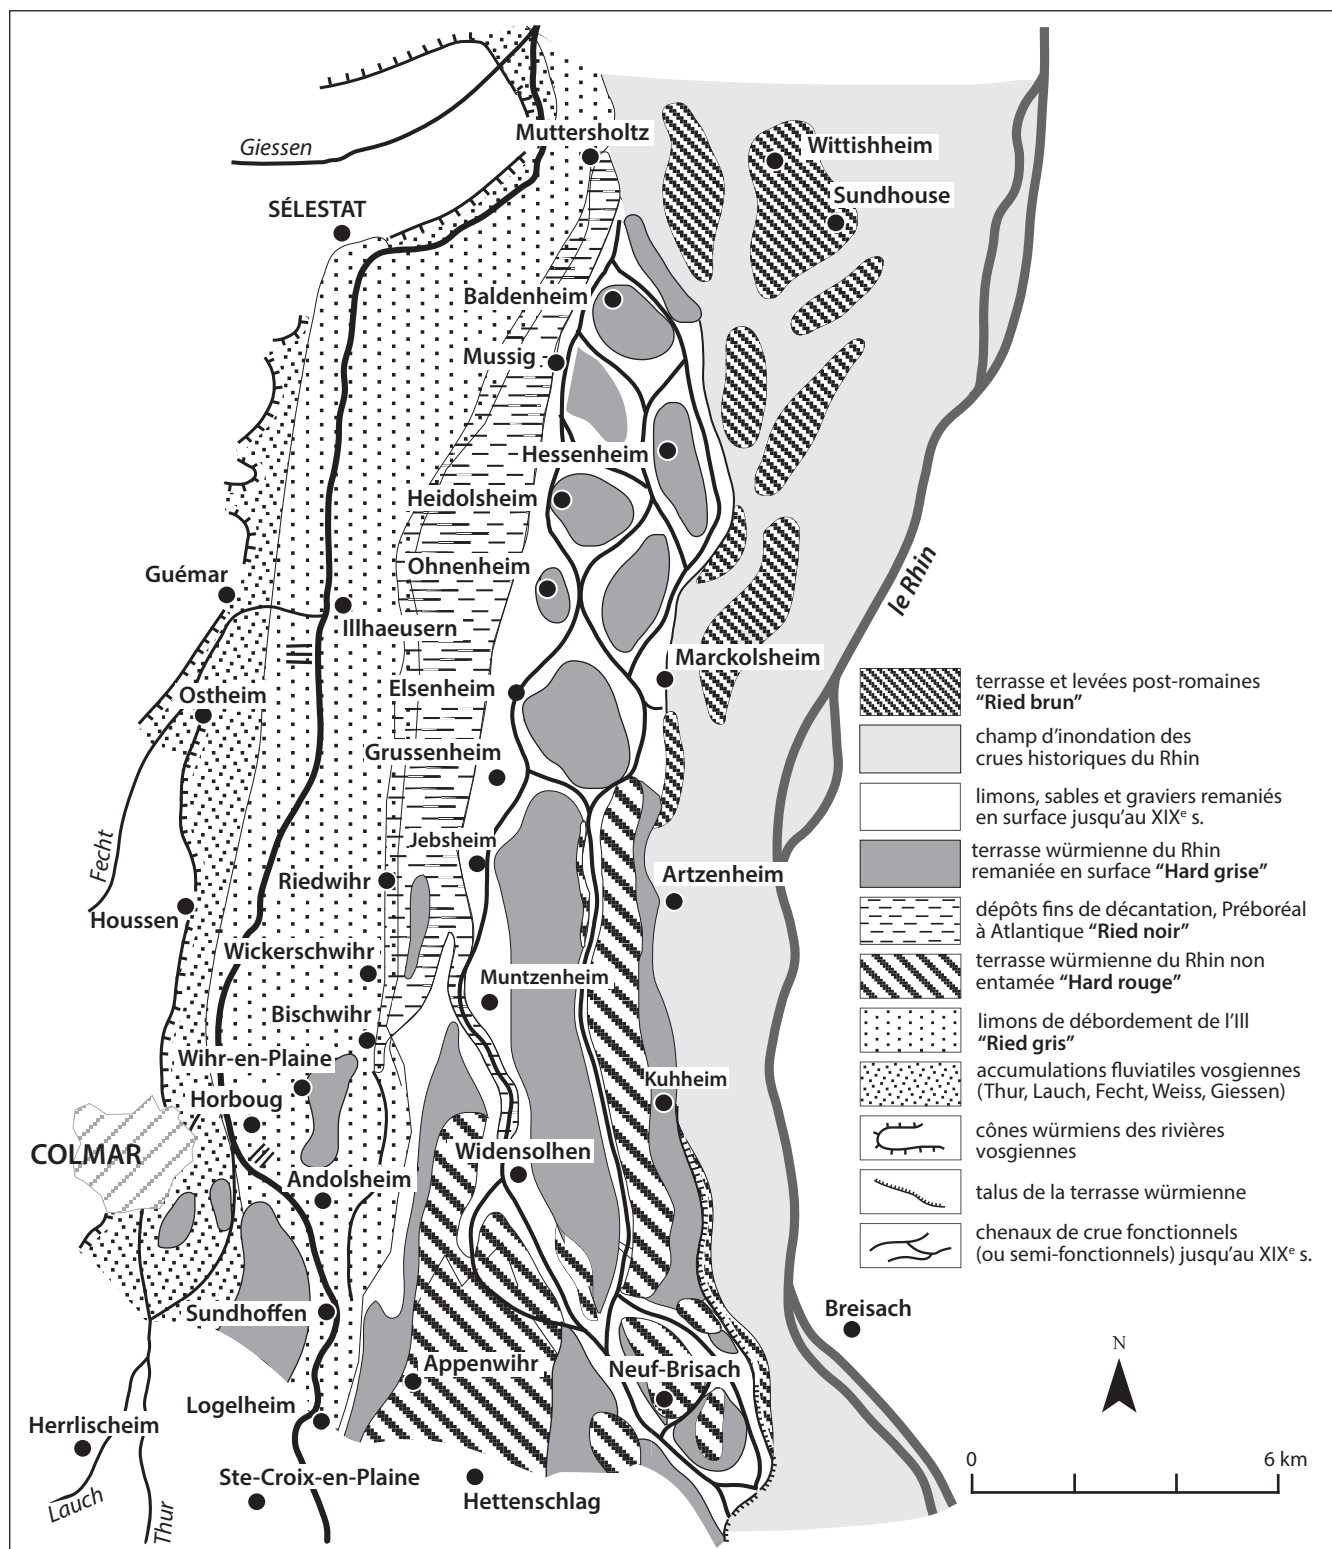 Giessen
Muttersholtz
Wittishheim
Sundhouse
SÉLESTAT
Baldenheim
Mussig
Hessenheim
Heidolsheim
Ohnenheim
Guémar
Illhaeusern
le Rhin
Marckolsheim
Elsenheim
Ostheim
Grussenheim
Fecht
Jebsheim
Riedwihr
Artzenheim
Houssen
Wickerschwihr
Muntzenheim
Bischwihr
Wihr-en-Plaine
Kuhheim
Horboug
COLMAR
Widensolhen
Andolsheim
Sundhoffen
Breisach
Appenwihr
Neuf-Brisach
Logelheim
Herrlischeim
Ste-Croix-en-Plaine
Hettenschlag
Lauch
Thur
terrasse et levées post-romaines
“Ried brun”
champ d’inondation des
crues historiques du Rhin
limons, sables et graviers remaniés
en surface jusqu’au XIXe s.
terrasse würmienne du Rhin
remaniée en surface “Hard grise”
dépôts fins de décantation, Préboréal
à Atlantique “Ried noir”
terrasse würmienne du Rhin non
entamée “Hard rouge”
limons de débordement de l’Ill
“Ried gris”
accumulations fluviatiles vosgiennes
(Thur, Lauch, Fecht, Weiss, Giessen)
cônes würmiens des rivières
vosgiennes
talus de la terrasse würmienne
chenaux de crue fonctionnels
(ou semi-fonctionnels) jusqu’au XIXe s.
N
0 6 km